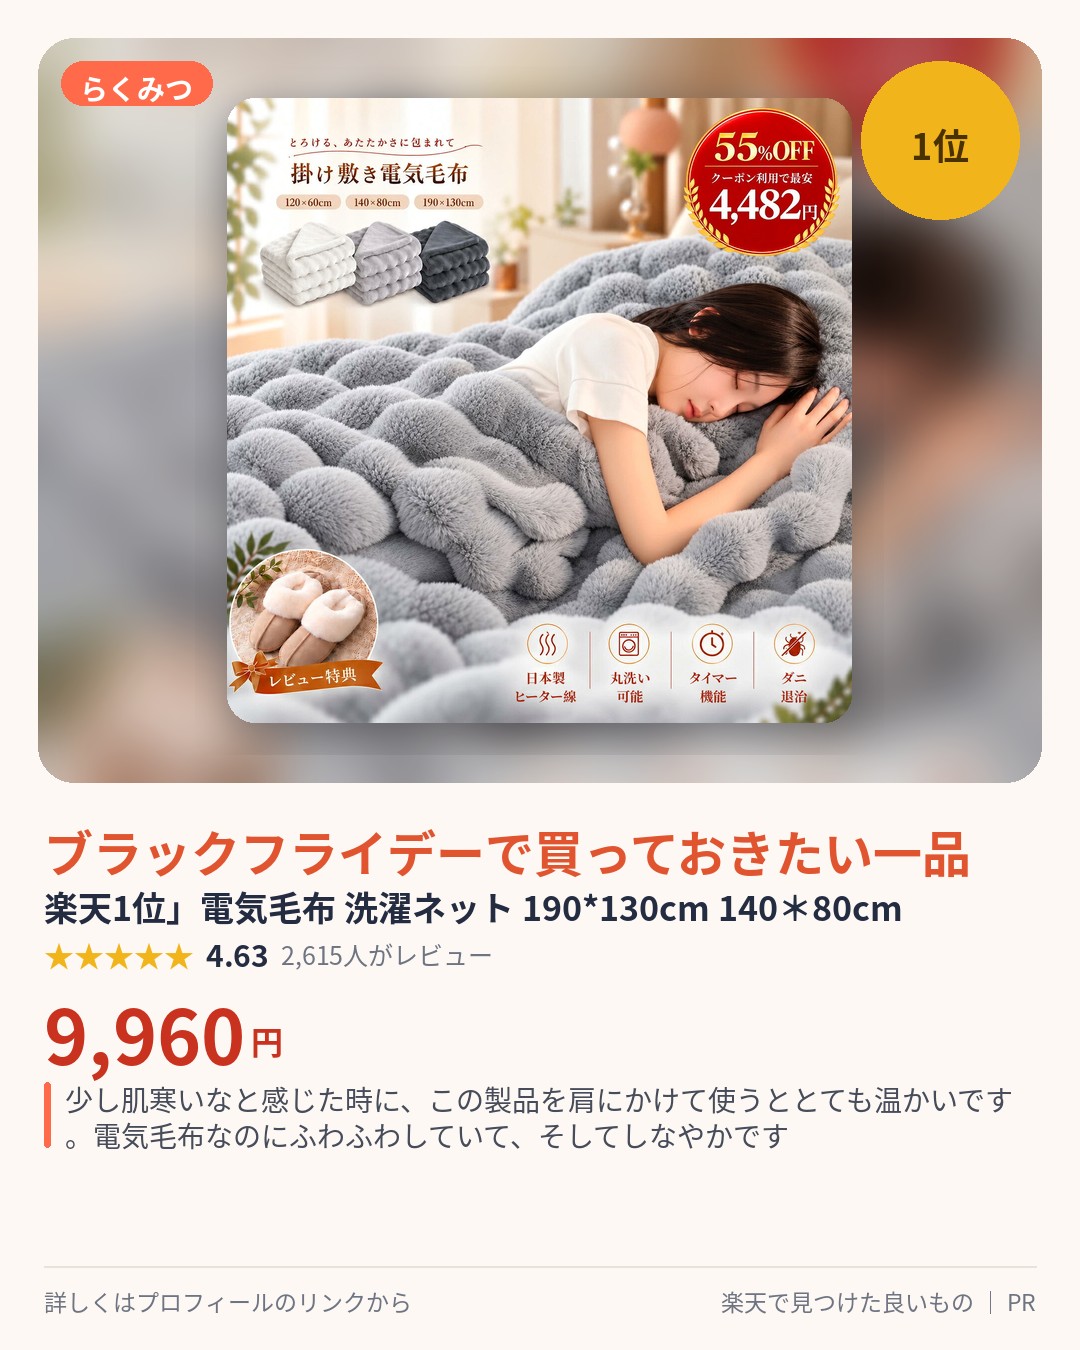 らくみつ
1位
とろける、あたたかさに包まれて
掛け敷き電気毛布
120×60cm 140×80cm 190×130cm
55%OFF
クーポン利用で最安
4,482円
レビュー特典
日本製
ヒーター線
丸洗い
可能
タイマー
機能
ダニ
退治
ブラックフライデーで買っておきたい一品
楽天1位」電気毛布 洗濯ネット 190*130cm 140＊80cm
★★★★★ 4.63 2,615人がレビュー
9,960円
少し肌寒いなと感じた時に、この製品を肩にかけて使うととても温かいです
。電気毛布なのにふわふわしていて、そしてしなやかです
詳しくはプロフィールのリンクから
楽天で見つけた良いもの ｜ PR